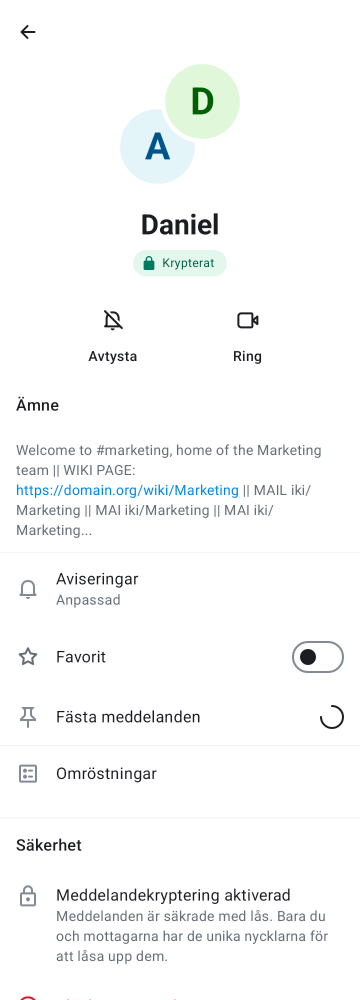 D
A
Daniel
Krypterat
Avtysta
Ring
Ämne
Welcome to #marketing, home of the Marketing
team || WIKI PAGE:
https://domain.org/wiki/Marketing || MAIL iki/
Marketing || MAI iki/Marketing || MAI iki/
Marketing...
Aviseringar
Anpassad
Favorit
Fästa meddelanden
Omröstningar
Säkerhet
Meddelandekryptering aktiverad
Meddelanden är säkrade med lås. Bara du
och mottagarna har de unika nycklarna för
att låsa upp dem.